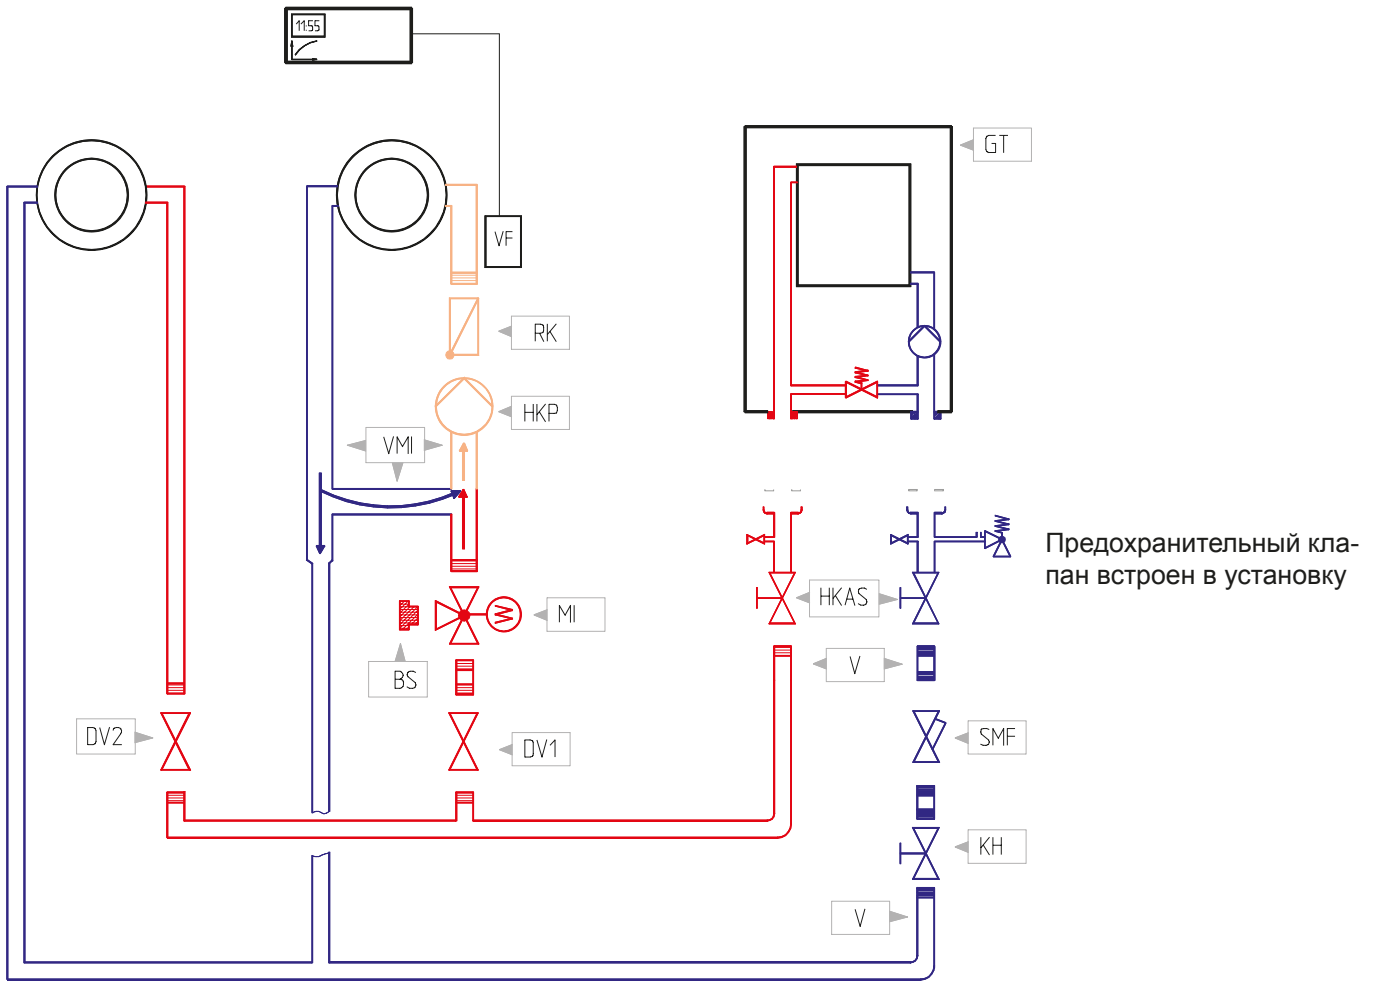 11:55
GT
VF
RK
HKP
VMI
Предохранительный кла-
пан встроен в установку
HKAS
MI
V
BS
DV2
DV1
SMF
KH
V